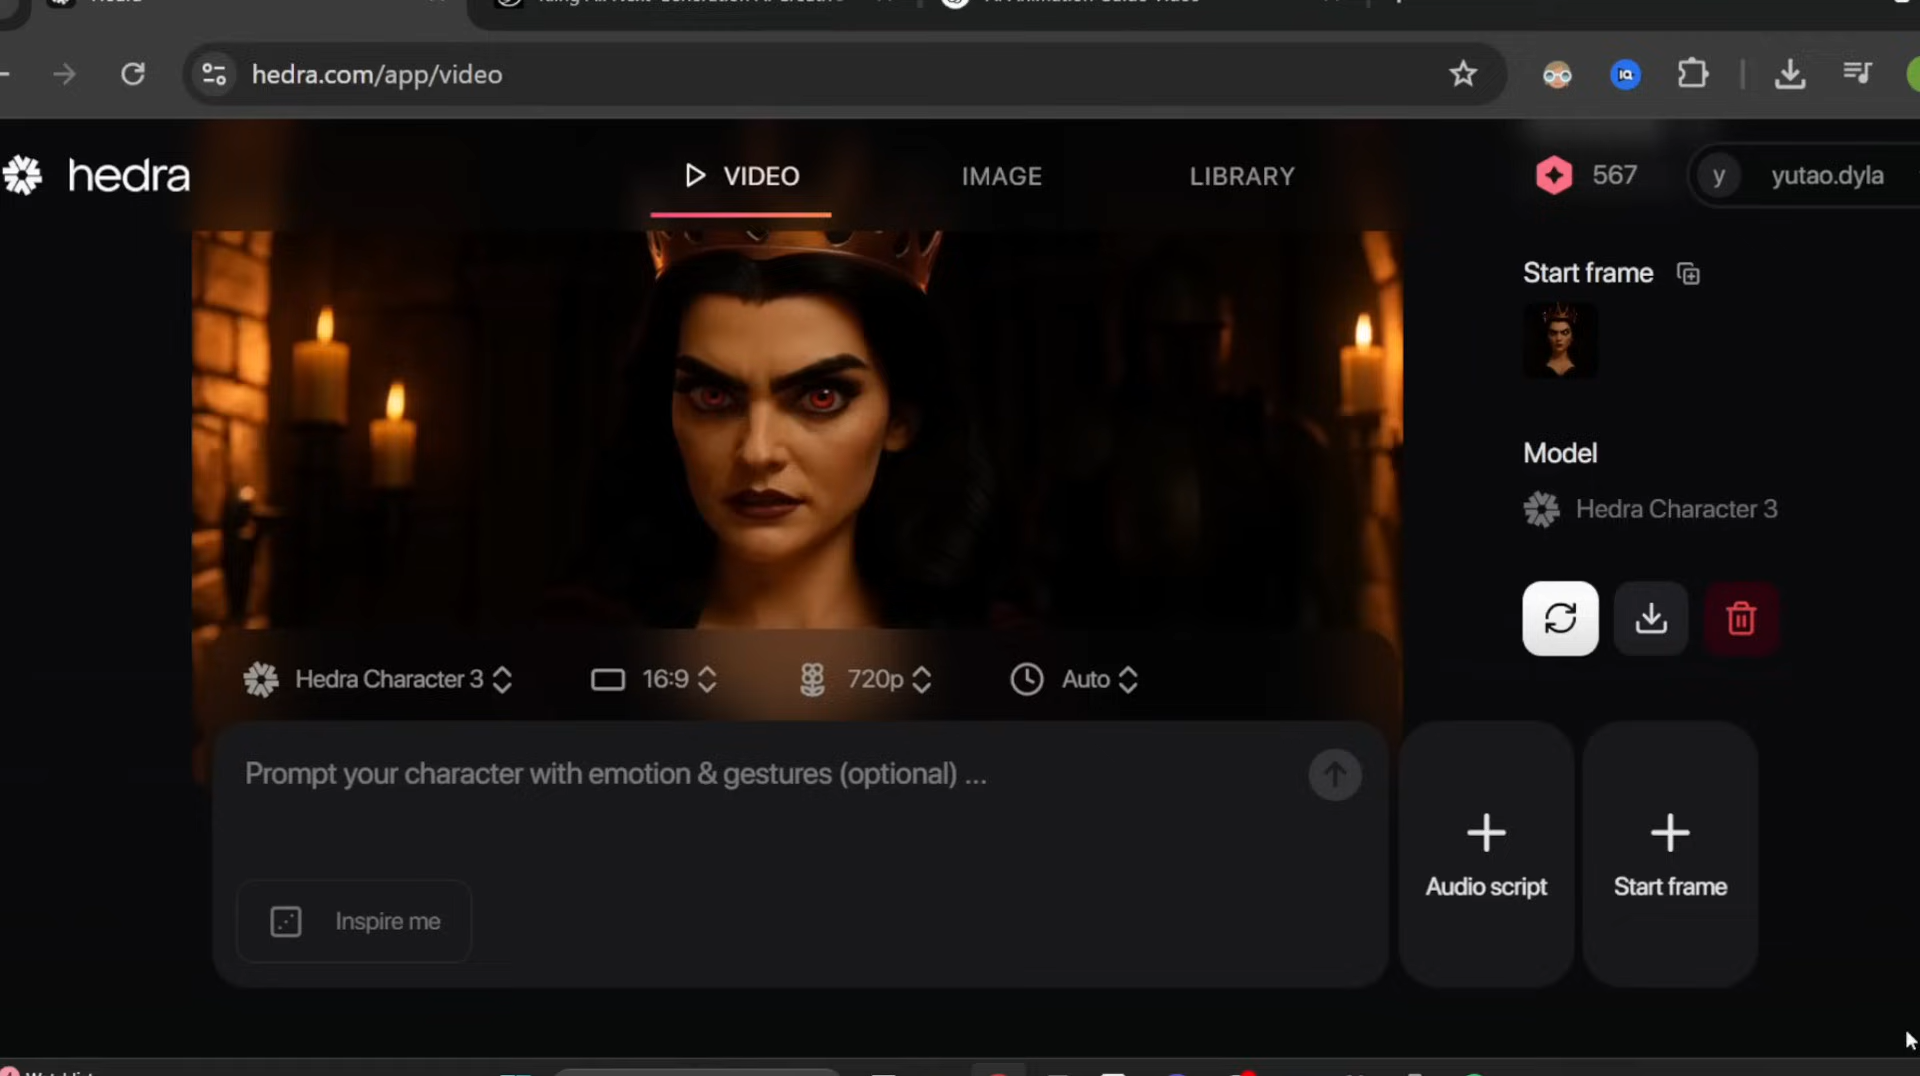 hedra.com/app/video
hedra
VIDEO
IMAGE
LIBRARY
567
y
yutao.dyla
Start frame
Model
Hedra Character 3
Hedra Character 3
16:9
720p
Auto
Prompt your character with emotion & gestures (optional) ...
Inspire me
Audio script
Start frame